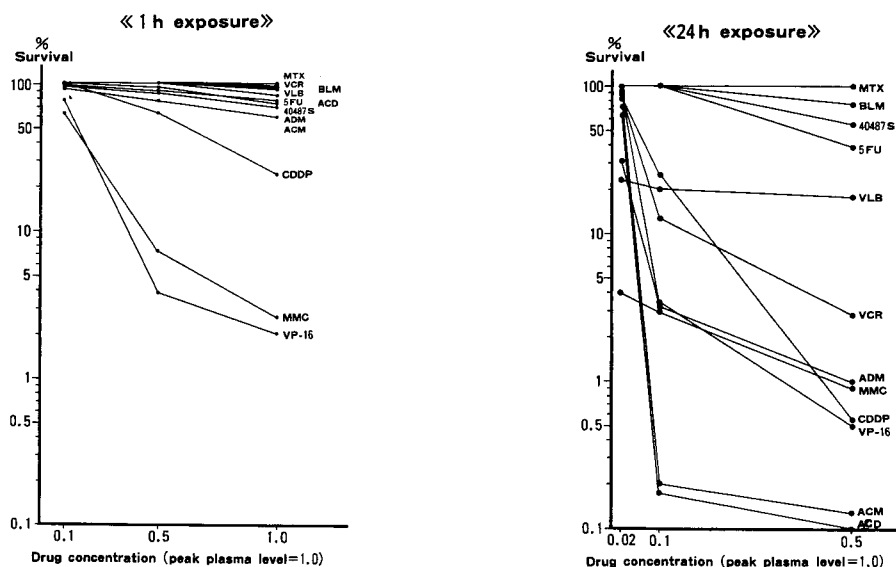 ≪1h exposure≫
%
Survival
100
50
10
5
1
0.5
0.1
0.1 0.5 1.0
Drug concentration (peak plasma level=1.0)
MTX
VCR
BLM
VLB
5FU
ACD
40487S
ADM
ACM
CDDP
MMC
VP-16
≪24h exposure≫
%
Survival
100
50
10
5
1
0.5
0.1
0.02 0.1 0.5
Drug concentration (peak plasma level=1.0)
MTX
BLM
40487S
5FU
VLB
VCR
ADM
MMC
CDDP
VP-16
ACM
ACD